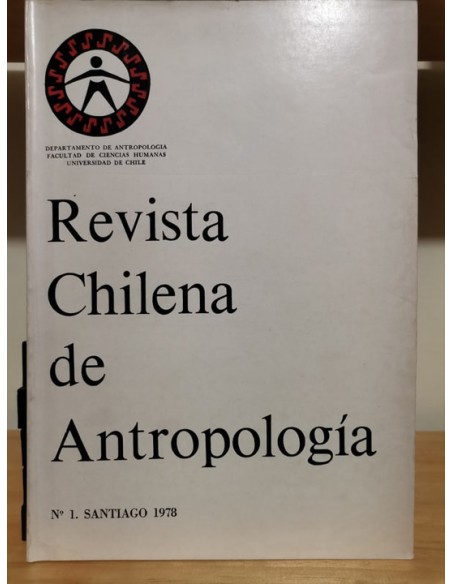 DEPARTAMENTO DE ANTROPOLOGIA
FACULTAD DE CIENCIAS HUMANAS
UNIVERSIDAD DE CHILE
Revista
Chilena
de
Antropología
Nº 1. SANTIAGO 1978